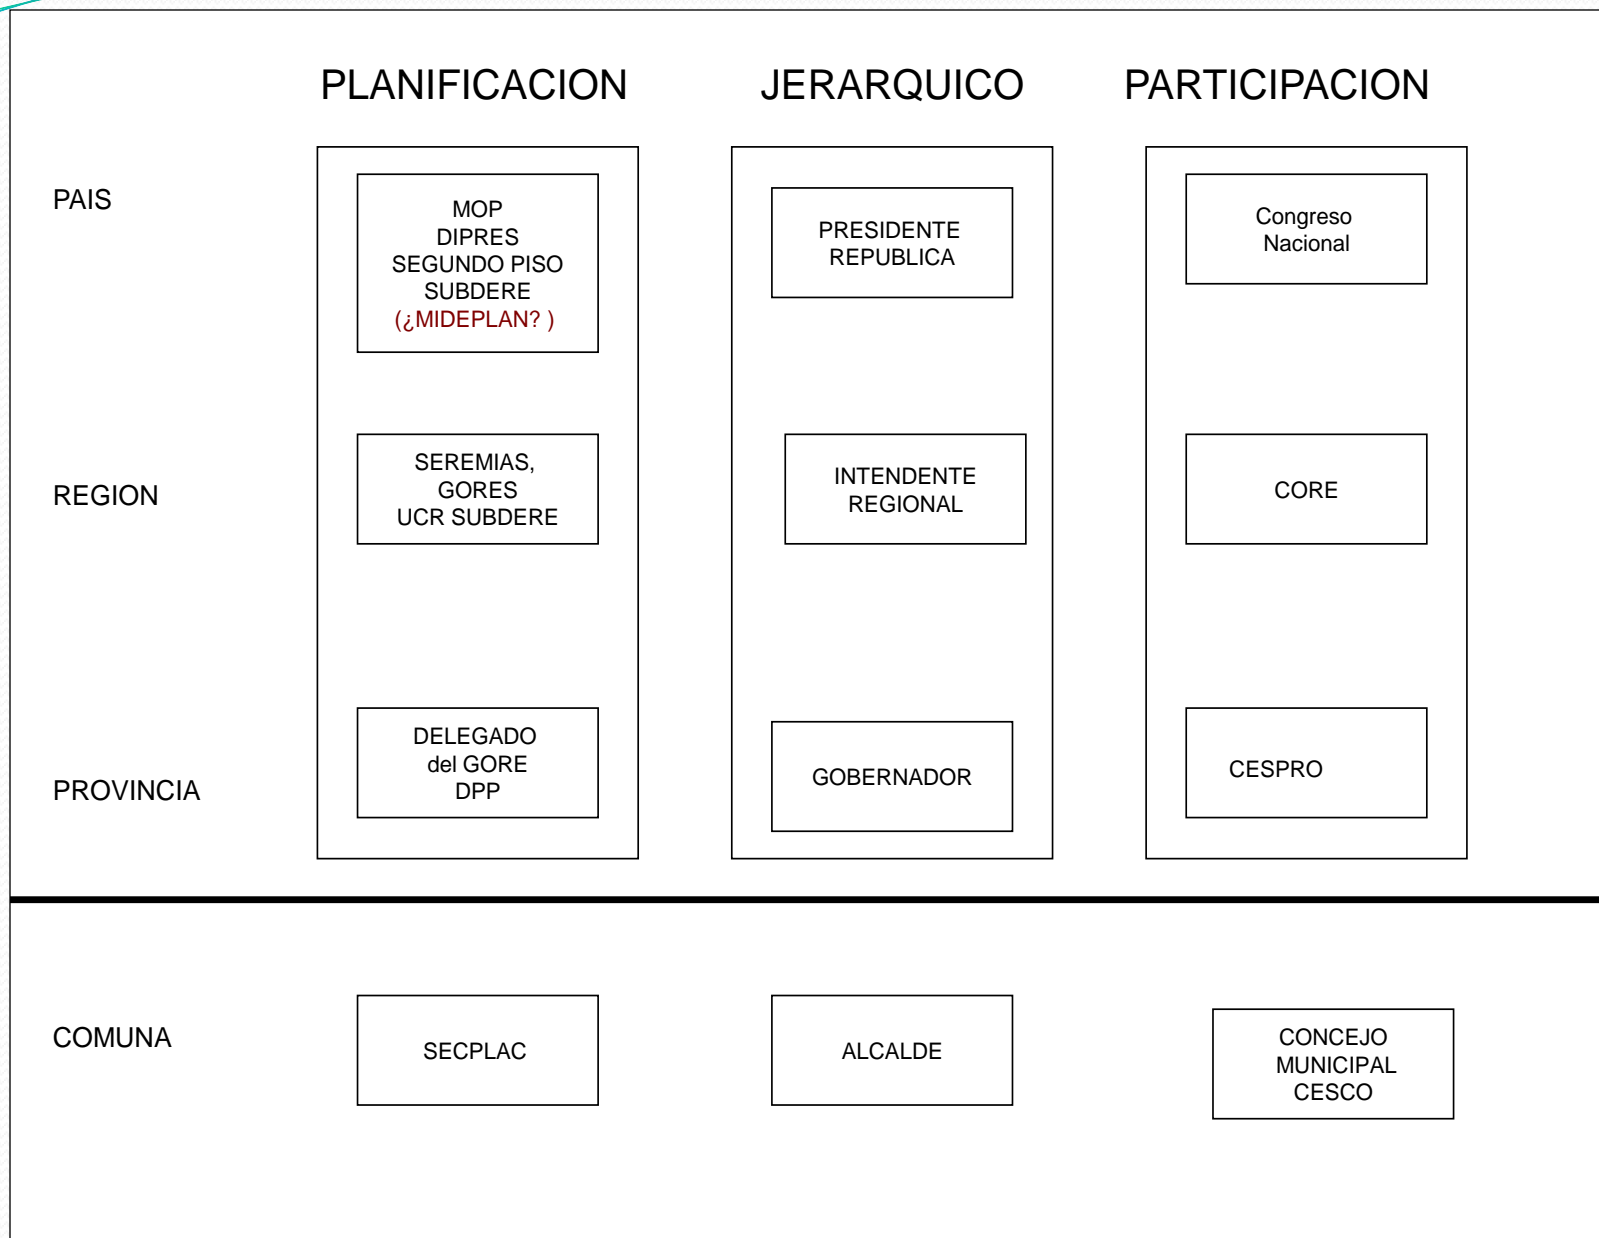 PLANIFICACION
JERARQUICO
PARTICIPACION
PAIS
MOP
DIPRES
SEGUNDO PISO
SUBDERE
(¿MIDEPLAN? )
PRESIDENTE
REPUBLICA
Congreso
Nacional
REGION
SEREMIAS,
GORES
UCR SUBDERE
INTENDENTE
REGIONAL
CORE
PROVINCIA
DELEGADO
del GORE
DPP
GOBERNADOR
CESPRO
COMUNA
SECPLAC
ALCALDE
CONCEJO
MUNICIPAL
CESCO